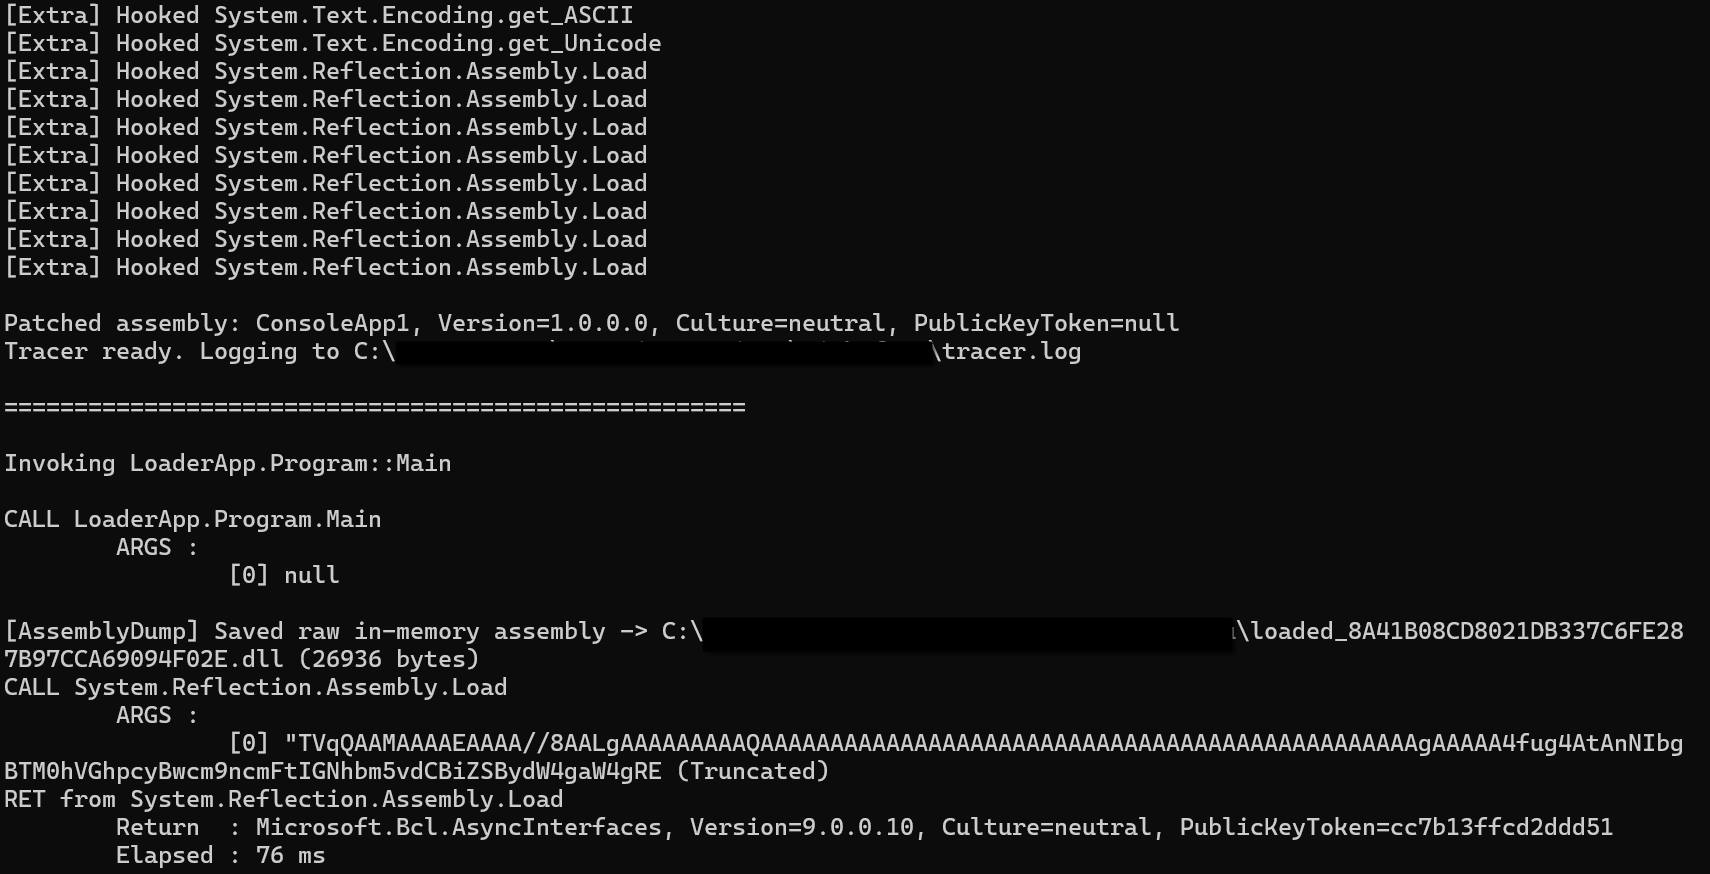 [Extra] Hooked System.Text.Encoding.get_ASCII
[Extra] Hooked System.Text.Encoding.get_Unicode
[Extra] Hooked System.Reflection.Assembly.Load
[Extra] Hooked System.Reflection.Assembly.Load
[Extra] Hooked System.Reflection.Assembly.Load
[Extra] Hooked System.Reflection.Assembly.Load
[Extra] Hooked System.Reflection.Assembly.Load
[Extra] Hooked System.Reflection.Assembly.Load
[Extra] Hooked System.Reflection.Assembly.Load
[Extra] Hooked System.Reflection.Assembly.Load
Patched assembly: ConsoleApp1, Version=1.0.0.0, Culture=neutral, PublicKeyToken=null
Tracer ready. Logging to C:\ \tracer.log
=====================================================
Invoking LoaderApp.Program::Main
CALL LoaderApp.Program.Main
ARGS :
[0] null
[AssemblyDump] Saved raw in-memory assembly -> C:\ \loaded_8A41B08CD8021DB337C6FE28
7B97CCA69094F02E.dll (26936 bytes)
CALL System.Reflection.Assembly.Load
ARGS :
[0] "TVqQAAMAAAAEAAAA//8AALgAAAAAAAAAQAAAAAAAAAAAAAAAAAAAAAAAAAAAAAAAAAAAAAAAAAAAAAAAgAAAAA4fug4AtAnNIbg
BTM0hVGhpcyBwcm9ncmFtIGNhbm5vdCBiZSBydW4gaW4gRE (Truncated)
RET from System.Reflection.Assembly.Load
Return  : Microsoft.Bcl.AsyncInterfaces, Version=9.0.0.10, Culture=neutral, PublicKeyToken=cc7b13ffcd2ddd51
Elapsed : 76 ms